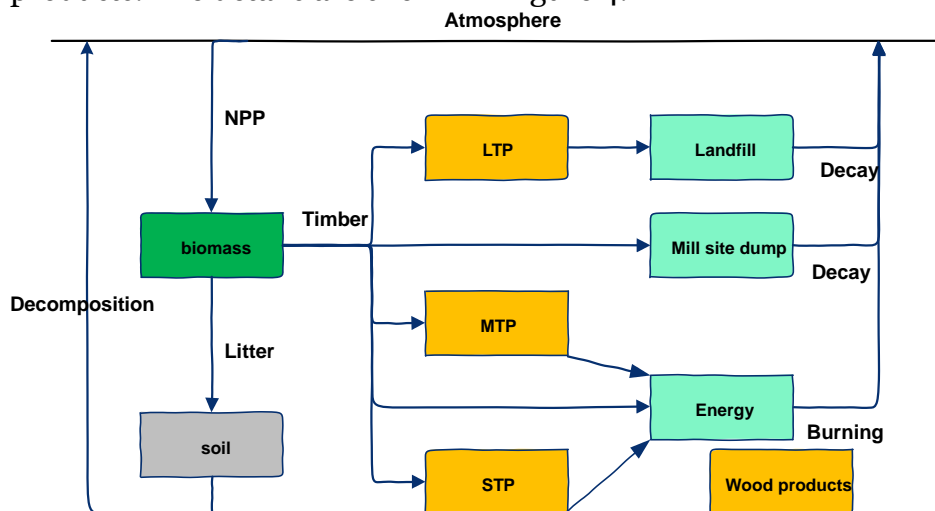 Atmosphere
NPP
LTP
Landfill
Decay
Timber
biomass
Mill site dump
Decay
Decomposition
MTP
Litter
Energy
Burning
soil
STP
Wood products